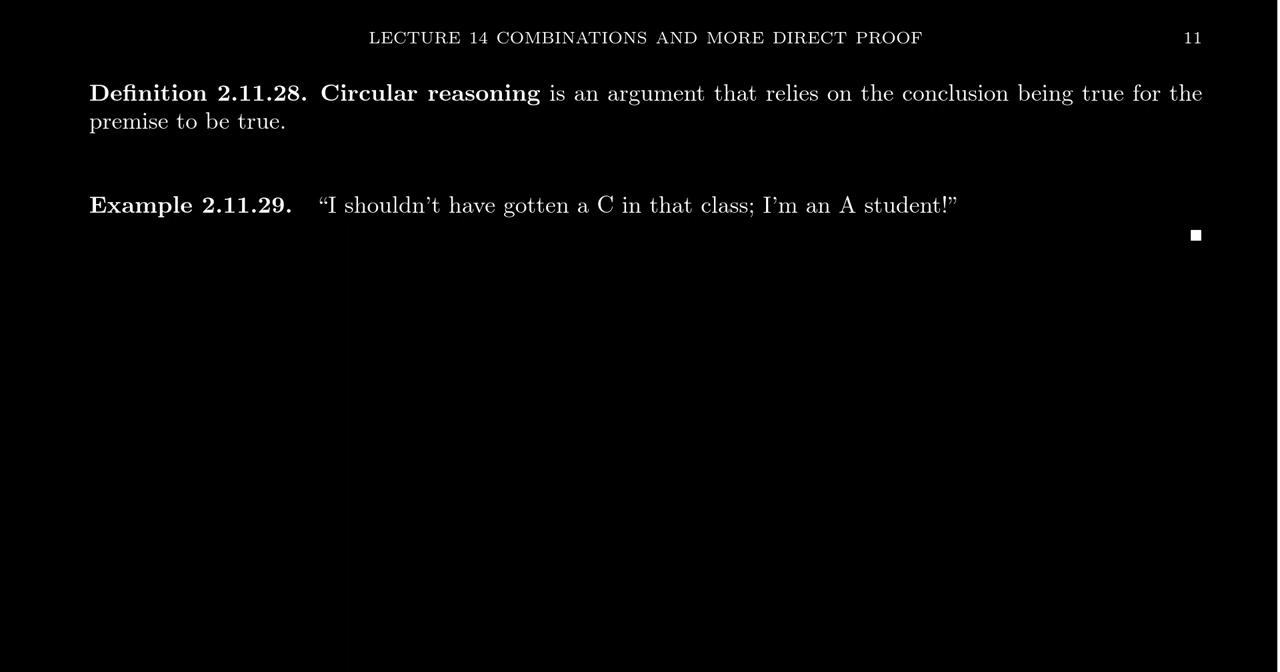 LECTURE 14 COMBINATIONS AND MORE DIRECT PROOF 11
Definition 2.11.28. Circular reasoning is an argument that relies on the conclusion being true for the
premise to be true.
Example 2.11.29. “I shouldn’t have gotten a C in that class; I’m an A student!”